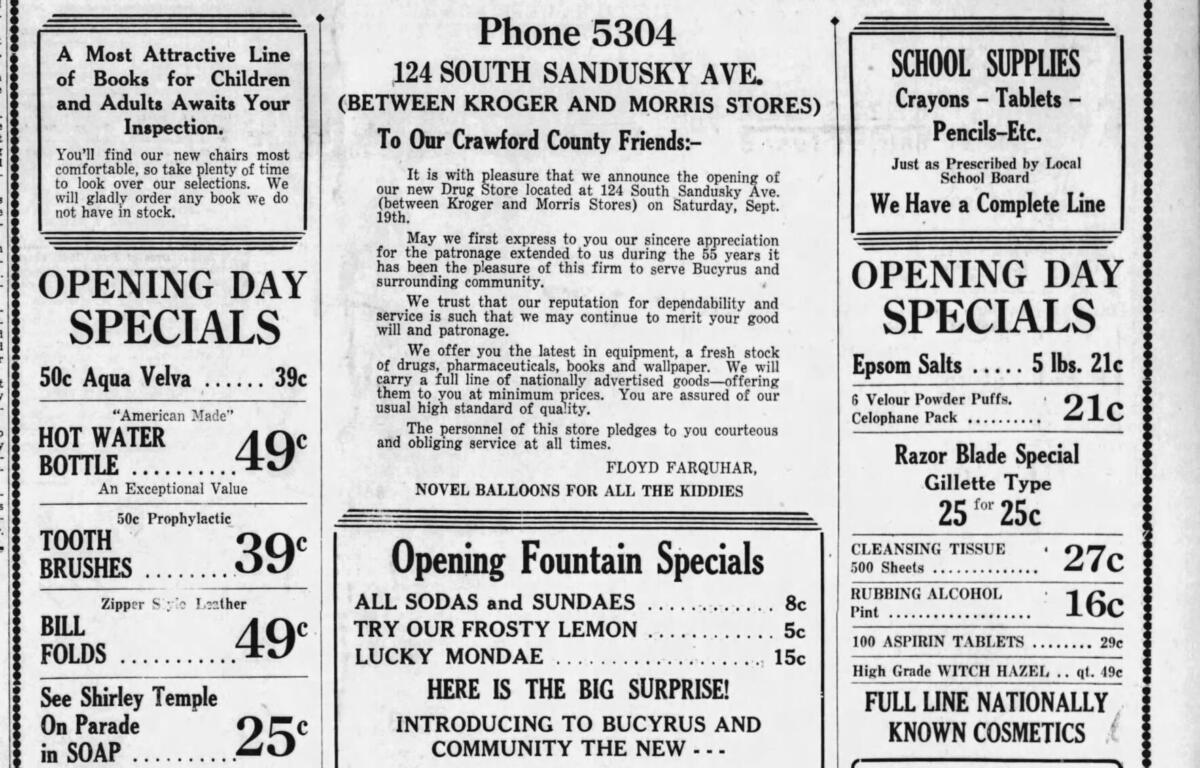 A Most Attractive Line
of Books for Children
and Adults Awaits Your
Inspection.
You'll find our new chairs most
comfortable, so take plenty of time
to look over our selections. We
will gladly order any book we do
not have in stock.
OPENING DAY
SPECIALS
50c Aqua Velva ...... 39c
"American Made"
HOT WATER
BOTTLE .......... 49c
An Exceptional Value
50c Prophylactic
TOOTH
BRUSHES ........ 39c
Zipper Style Leather
BILL
FOLDS ........... 49c
See Shirley Temple
On Parade
in SOAP .......... 25c
Phone 5304
124 SOUTH SANDUSKY AVE.
(BETWEEN KROGER AND MORRIS STORES)
To Our Crawford County Friends:-
It is with pleasure that we announce the opening of
our new Drug Store located at 124 South Sandusky Ave.
(between Kroger and Morris Stores) on Saturday, Sept.
19th.
May we first express to you our sincere appreciation
for the patronage extended to us during the 55 years it
has been the pleasure of this firm to serve Bucyrus and
surrounding community.
We trust that our reputation for dependability and
service is such that we may continue to merit your good
will and patronage.
We offer you the latest in equipment, a fresh stock
of drugs, pharmaceuticals, books and wallpaper. We will
carry a full line of nationally advertised goods—offering
them to you at minimum prices. You are assured of our
usual high standard of quality.
The personnel of this store pledges to you courteous
and obliging service at all times.
FLOYD FARQUHAR,
NOVEL BALLOONS FOR ALL THE KIDDIES
Opening Fountain Specials
ALL SODAS and SUNDAES .............. 8c
TRY OUR FROSTY LEMON .............. 5c
LUCKY MONDAE ..................... 15c
HERE IS THE BIG SURPRISE!
INTRODUCING TO BUCYRUS AND
COMMUNITY THE NEW ---
SCHOOL SUPPLIES
Crayons - Tablets -
Pencils-Etc.
Just as Prescribed by Local
School Board
We Have a Complete Line
OPENING DAY
SPECIALS
Epsom Salts ..... 5 lbs. 21c
6 Velour Powder Puffs.
Celophane Pack .......... 21c
Razor Blade Special
Gillette Type
25 for 25c
CLEANSING TISSUE
500 Sheets .............. 27c
RUBBING ALCOHOL
Pint ................... 16c
100 ASPIRIN TABLETS ........ 29c
High Grade WITCH HAZEL .. qt. 49c
FULL LINE NATIONALLY
KNOWN COSMETICS